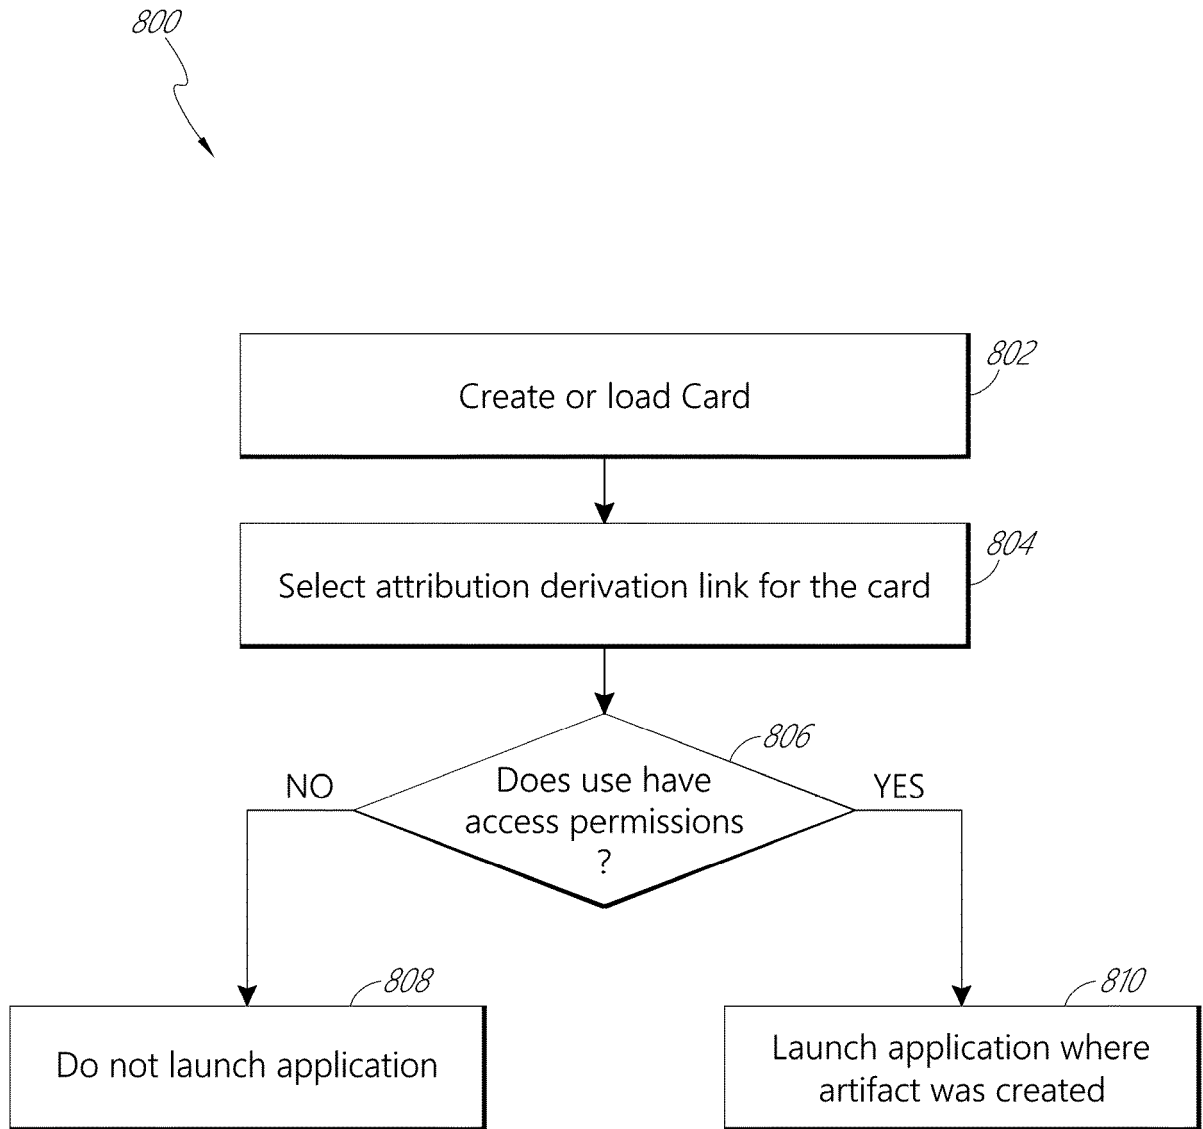 800
802
Create or load Card
804
Select attribution derivation link for the card
806
NO
Does use have
YES
access permissions
?
808
Do not launch application
810
Launch application where
artifact was created